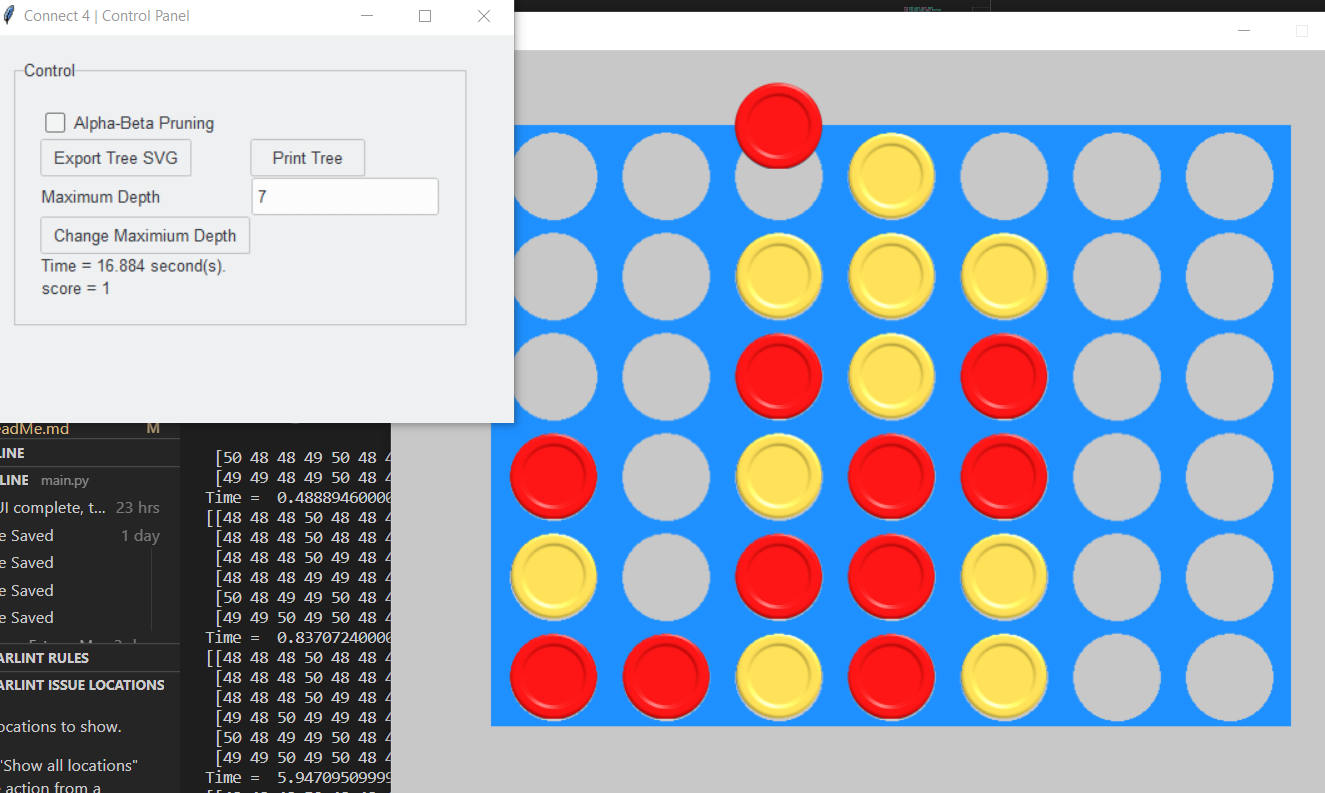 Connect 4 | Control Panel
Control
Alpha-Beta Pruning
Export Tree SVG
Print Tree
Maximum Depth
7
Change Maximium Depth
Time = 16.884 second(s).
score = 1
eadMe.md
M
LINE
LINE main.py
UI complete, t... 23 hrs
e Saved 1 day
e Saved
e Saved
e Saved
ARLINT RULES
ARLINT ISSUE LOCATIONS
ocations to show.
"Show all locations"
action from a
[50 48 48 49 50 48 4
[49 49 48 49 50 48 4
Time = 0.48889460000
[[48 48 48 50 48 48 4
[48 48 48 50 48 48 4
[48 48 48 50 49 48 4
[48 48 48 49 49 48 4
[50 48 49 49 50 48 4
[49 49 50 49 50 48 4
Time = 0.83707240000
[[48 48 48 50 48 48 4
[48 48 48 50 48 48 4
[48 48 48 50 49 48 4
[49 48 50 49 49 48 4
[50 48 49 49 50 48 4
[49 49 50 49 50 48 4
Time = 5.94709509999